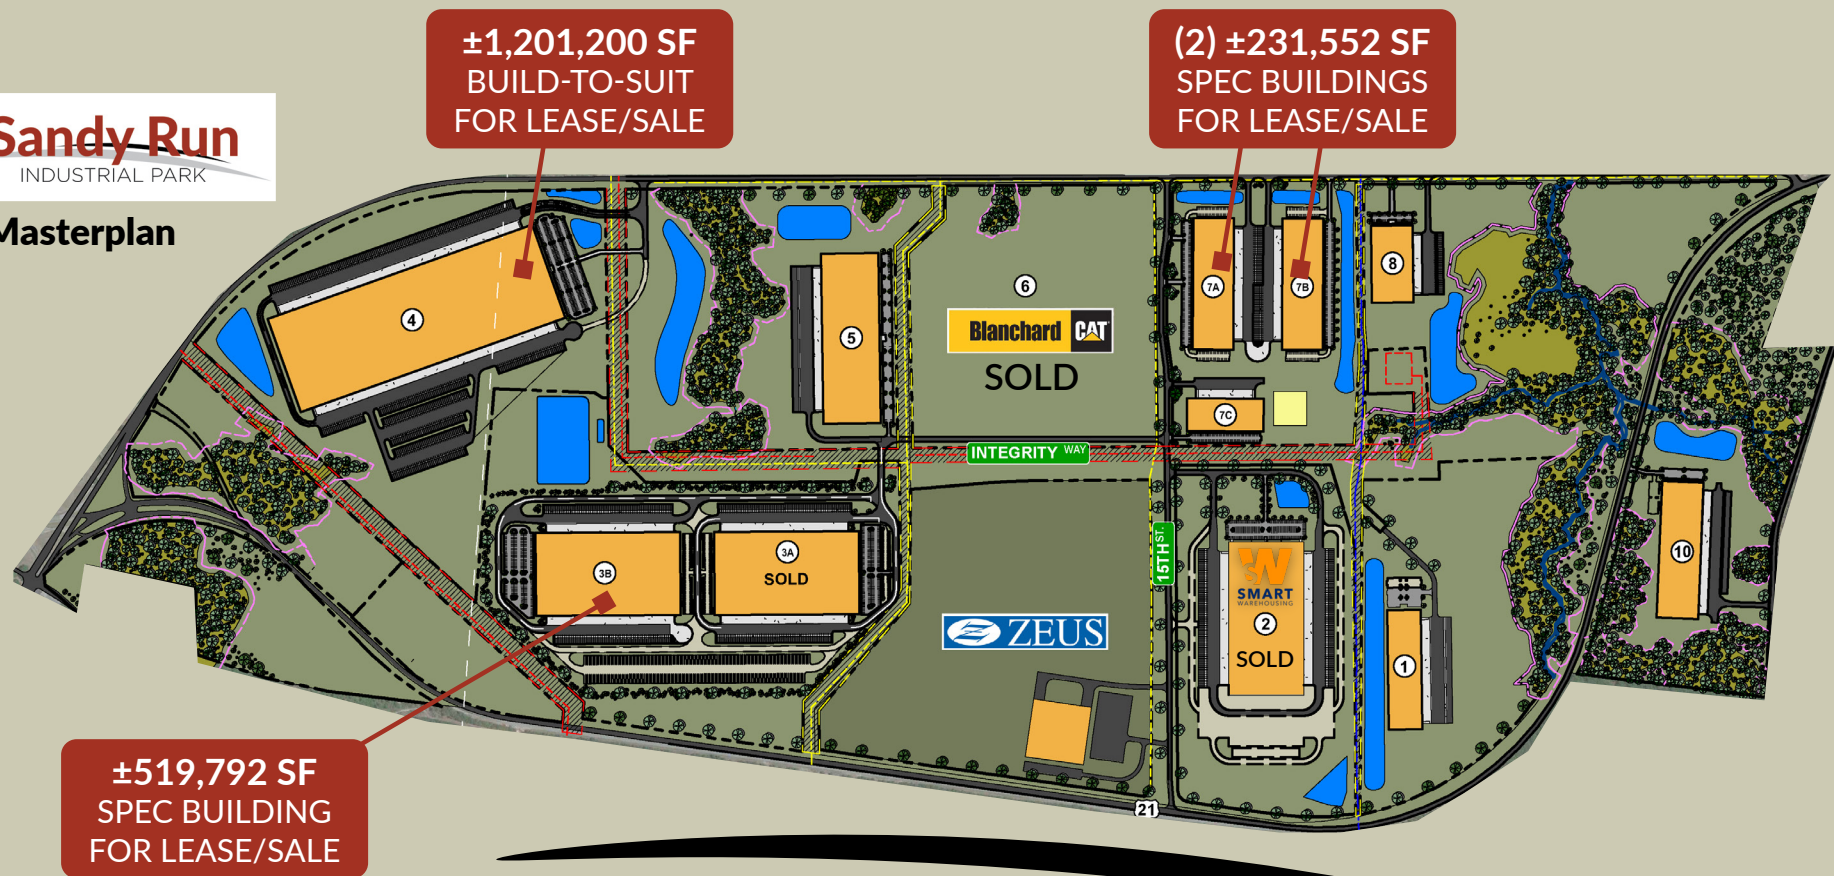 ±1,201,200 SF
BUILD-TO-SUIT
FOR LEASE/SALE
(2) ±231,552 SF
SPEC BUILDINGS
FOR LEASE/SALE
Sandy Run
INDUSTRIAL PARK
Masterplan
4
5
6
Blanchard CAT
SOLD
7A
7B
8
7C
INTEGRITY WAY
15TH ST.
3B
3A
SOLD
ZEUS
SW
SMART
WAREHOUSING
2
SOLD
1
10
21
±519,792 SF
SPEC BUILDING
FOR LEASE/SALE